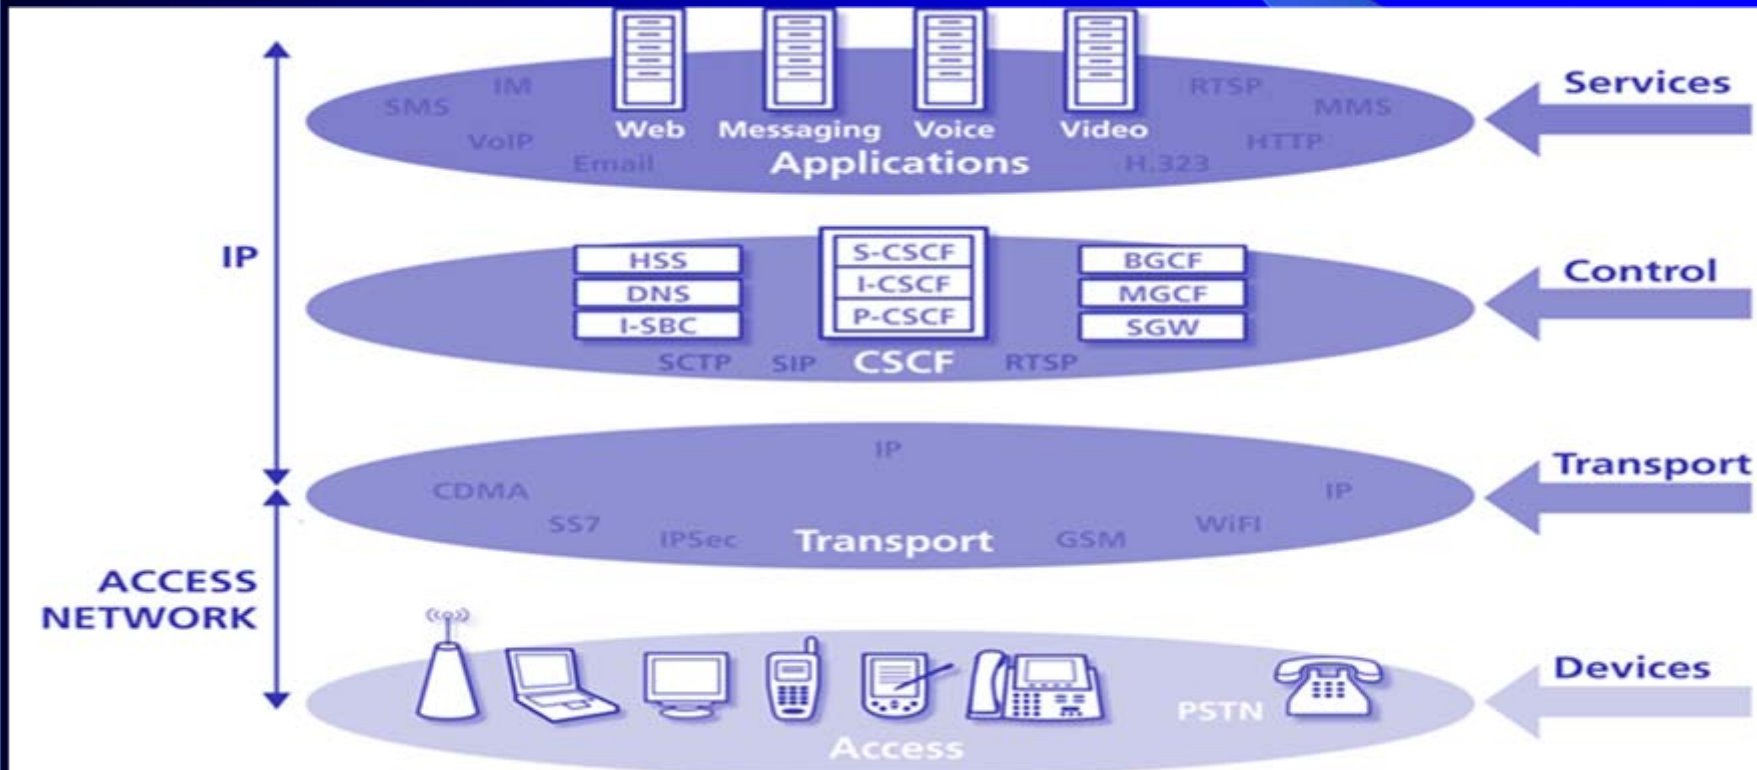 IM
SMS
VoIP
Email
Web
Messaging
Voice
Video
Applications
RTSP
MMS
HTTP
H.323
Services
IP
HSS
DNS
I-SBC
S-CSCF
I-CSCF
P-CSCF
BGCF
MGCF
SGW
SCTP
SIP
CSCF
RTSP
Control
IP
CDMA
SS7
IPSec
Transport
GSM
WiFI
IP
Transport
ACCESS
NETWORK
PSTN
Access
Devices